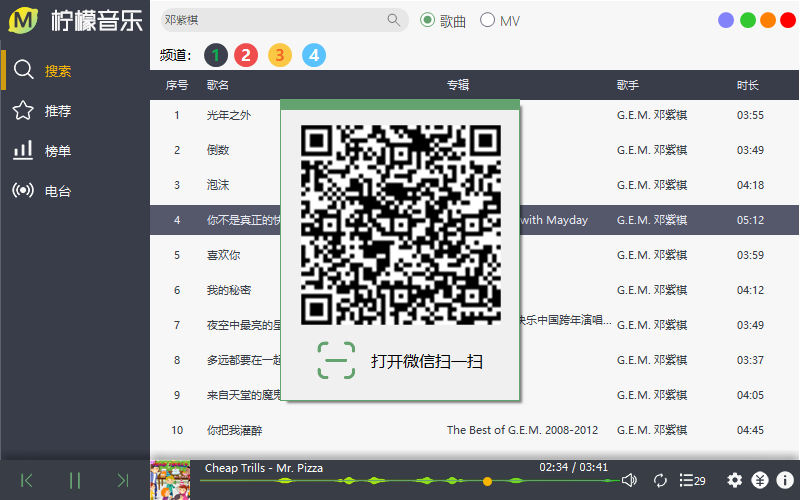 M 柠檬音乐
邓紫棋
歌曲 MV
频道: 1 2 3 4
搜索
推荐
榜单
电台
序号 歌名 专辑 歌手 时长
1 光年之外 G.E.M. 邓紫棋 03:55
2 倒数 G.E.M. 邓紫棋 03:49
3 泡沫 G.E.M. 邓紫棋 04:18
4 你不是真正的快 with Mayday G.E.M. 邓紫棋 05:12
5 喜欢你 G.E.M. 邓紫棋 03:59
6 我的秘密 G.E.M. 邓紫棋 04:12
7 夜空中最亮的星 快乐中国跨年演唱... G.E.M. 邓紫棋 03:49
8 多远都要在一起 G.E.M. 邓紫棋 03:37
9 来自天堂的魔鬼 G.E.M. 邓紫棋 04:05
10 你把我灌醉 The Best of G.E.M. 2008-2012 G.E.M. 邓紫棋 04:45
打开微信扫一扫
Cheap Trills - Mr. Pizza 02:34 / 03:41
29